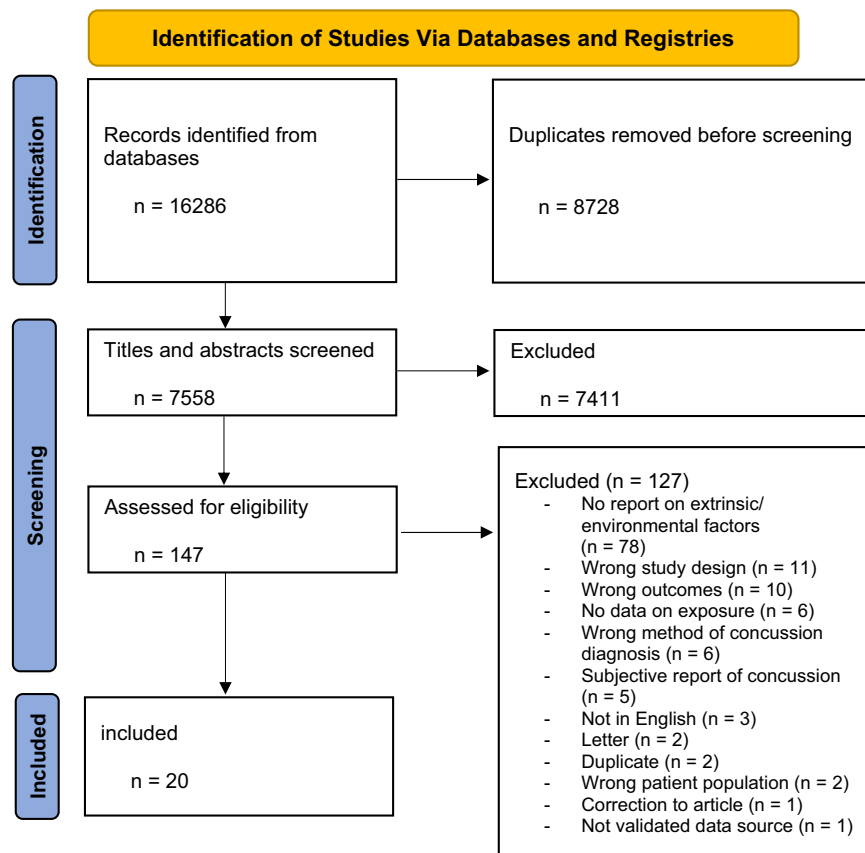 Identification of Studies Via Databases and Registries
Identification
Records identified from
databases
n = 16286
Duplicates removed before screening
n = 8728
Screening
Titles and abstracts screened
n = 7558
Excluded
n = 7411
Assessed for eligibility
n = 147
Excluded (n = 127)
- No report on extrinsic/
environmental factors
(n = 78)
- Wrong study design (n = 11)
- Wrong outcomes (n = 10)
- No data on exposure (n = 6)
- Wrong method of concussion
diagnosis (n = 6)
- Subjective report of concussion
(n = 5)
- Not in English (n = 3)
- Letter (n = 2)
- Duplicate (n = 2)
- Wrong patient population (n = 2)
- Correction to article (n = 1)
- Not validated data source (n = 1)
Included
included
n = 20